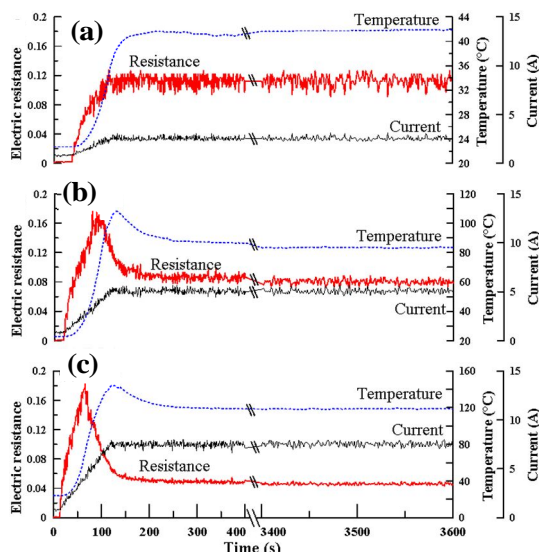 (a)
0.2
0.16
0.12
0.08
0.04
0
Electric resistance
Temperature
Resistance
Current
44
40
36
32
28
24
20
Temperature (°C)
15
10
5
0
Current (A)
(b)
0.2
0.16
0.12
0.08
0.04
0
Electric resistance
Temperature
Resistance
Current
120
100
80
60
40
20
Temperature (°C)
15
10
5
0
Current (A)
(c)
0.2
0.16
0.12
0.08
0.04
0
Electric resistance
Temperature
Current
Resistance
160
120
80
40
0
Temperature (°C)
15
10
5
0
Current (A)
0 100 200 300 400 3400 3500 3600
Time (s)